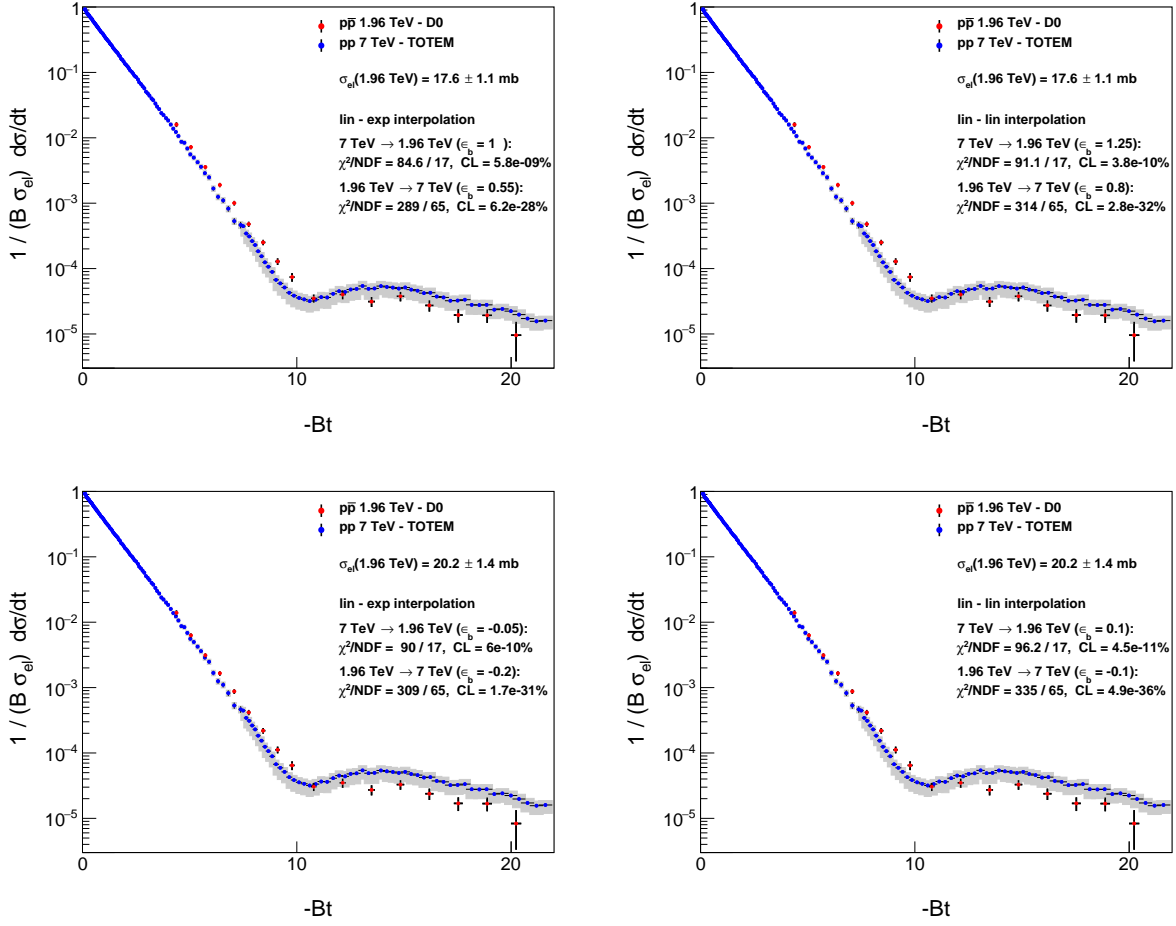 pp̅ 1.96 TeV - D0
pp 7 TeV - TOTEM
σel(1.96 TeV) = 17.6 ± 1.1 mb
lin - exp interpolation
7 TeV → 1.96 TeV (ϵb = 1 ):
χ²/NDF = 84.6 / 17, CL = 5.8e-09%
1.96 TeV → 7 TeV (ϵb = 0.55):
χ²/NDF = 289 / 65, CL = 6.2e-28%
1 / (B σel) dσ/dt
1
10⁻¹
10⁻²
10⁻³
10⁻⁴
10⁻⁵
0 10 20
-Bt
pp̅ 1.96 TeV - D0
pp 7 TeV - TOTEM
σel(1.96 TeV) = 17.6 ± 1.1 mb
lin - lin interpolation
7 TeV → 1.96 TeV (ϵb = 1.25):
χ²/NDF = 91.1 / 17, CL = 3.8e-10%
1.96 TeV → 7 TeV (ϵb = 0.8):
χ²/NDF = 314 / 65, CL = 2.8e-32%
1 / (B σel) dσ/dt
1
10⁻¹
10⁻²
10⁻³
10⁻⁴
10⁻⁵
0 10 20
-Bt
pp̅ 1.96 TeV - D0
pp 7 TeV - TOTEM
σel(1.96 TeV) = 20.2 ± 1.4 mb
lin - exp interpolation
7 TeV → 1.96 TeV (ϵb = -0.05):
χ²/NDF = 90 / 17, CL = 6e-10%
1.96 TeV → 7 TeV (ϵb = -0.2):
χ²/NDF = 309 / 65, CL = 1.7e-31%
1 / (B σel) dσ/dt
1
10⁻¹
10⁻²
10⁻³
10⁻⁴
10⁻⁵
0 10 20
-Bt
pp̅ 1.96 TeV - D0
pp 7 TeV - TOTEM
σel(1.96 TeV) = 20.2 ± 1.4 mb
lin - lin interpolation
7 TeV → 1.96 TeV (ϵb = 0.1):
χ²/NDF = 96.2 / 17, CL = 4.5e-11%
1.96 TeV → 7 TeV (ϵb = -0.1):
χ²/NDF = 335 / 65, CL = 4.9e-36%
1 / (B σel) dσ/dt
1
10⁻¹
10⁻²
10⁻³
10⁻⁴
10⁻⁵
0 10 20
-Bt